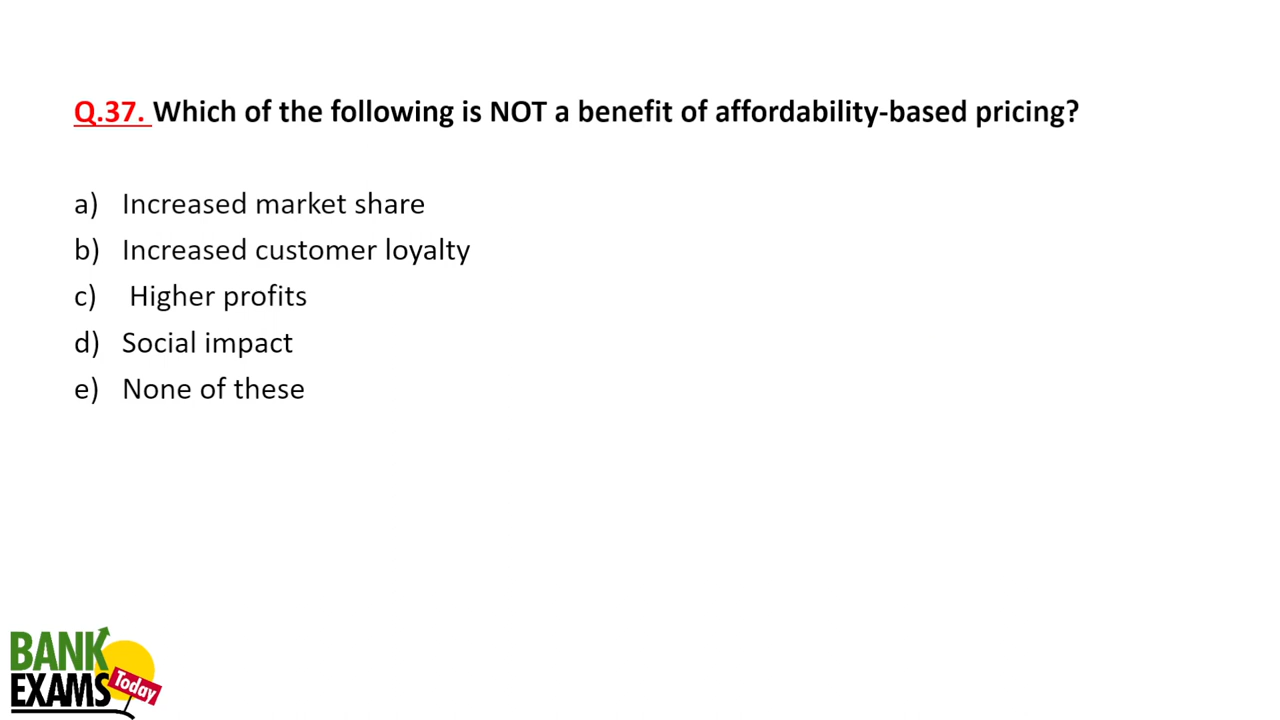 Q.37. Which of the following is NOT a benefit of affordability-based pricing?
a) Increased market share
b) Increased customer loyalty
c) Higher profits
d) Social impact
e) None of these
BANK
EXAMS
Today